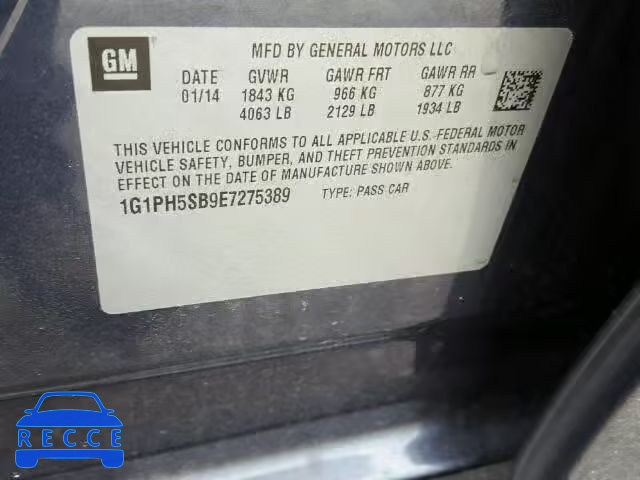 GM
MFD BY GENERAL MOTORS LLC
DATE GVWR GAWR FRT GAWR RR
01/14 1843 KG 966 KG 877 KG
4063 LB 2129 LB 1934 LB
THIS VEHICLE CONFORMS TO ALL APPLICABLE U.S. FEDERAL MOTOR
VEHICLE SAFETY, BUMPER, AND THEFT PREVENTION STANDARDS IN
EFFECT ON THE DATE OF MANUFACTURE SHOWN ABOVE.
1G1PH5SB9E7275389 TYPE: PASS CAR
RECCE